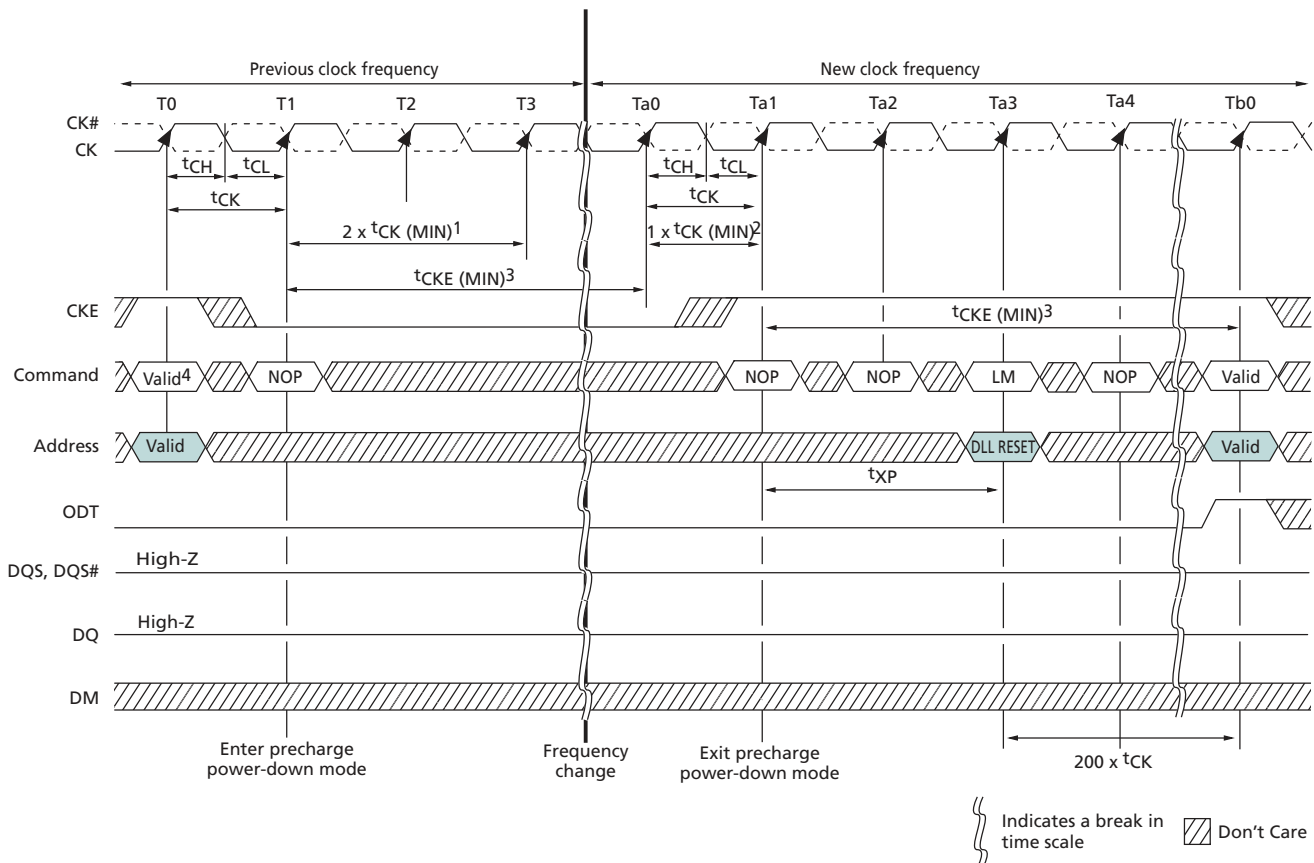 Previous clock frequency
New clock frequency
T0 T1 T2 T3 Ta0 Ta1 Ta2 Ta3 Ta4 Tb0
CK#
CK
tCH tCL tCH tCL
tCK tCK
2 x tCK (MIN)1 1 x tCK (MIN)2
tCKE (MIN)3
CKE
tCKE (MIN)3
Command Valid4 NOP NOP NOP LM NOP Valid
Address Valid DLL RESET Valid
tXP
ODT
DQS, DQS# High-Z
DQ High-Z
DM
Enter precharge
power-down mode
Frequency
change
Exit precharge
power-down mode
200 x tCK
Indicates a break in
time scale
Don't Care